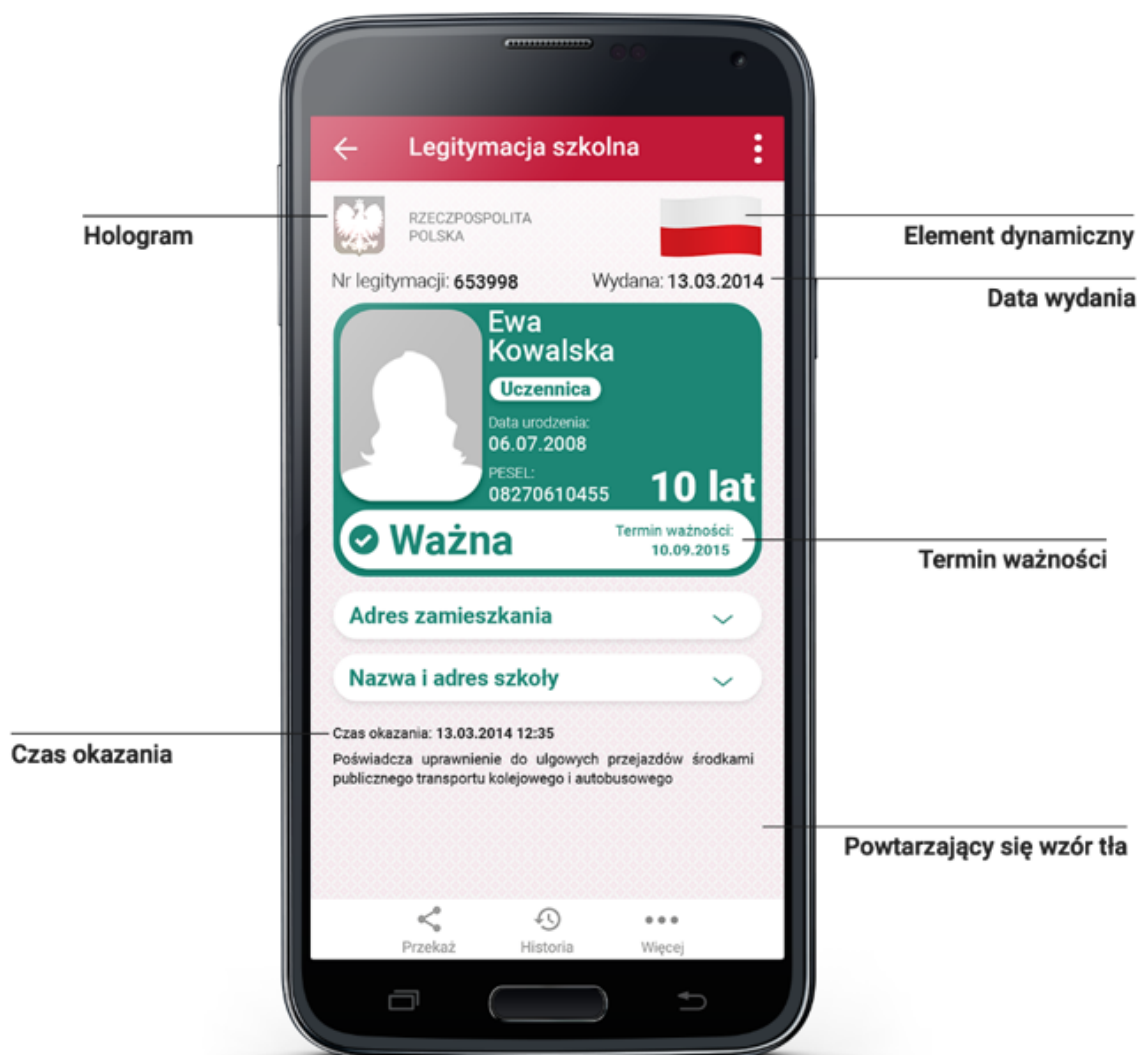 Legitymacja szkolna
RZECZPOSPOLITA
POLSKA
Hologram
Element dynamiczny
Nr legitymacji: 653998
Wydana: 13.03.2014
Data wydania
Ewa
Kowalska
Uczennica
Data urodzenia:
06.07.2008
PESEL:
08270610455
10 lat
Ważna
Termin ważności:
10.09.2015
Termin ważności
Adres zamieszkania
Nazwa i adres szkoły
Czas okazania: 13.03.2014 12:35
Czas okazania
Poświadcza uprawnienie do ulgowych przejazdów środkami
publicznego transportu kolejowego i autobusowego
Powtarzający się wzór tła
Przekaż
Historia
Więcej